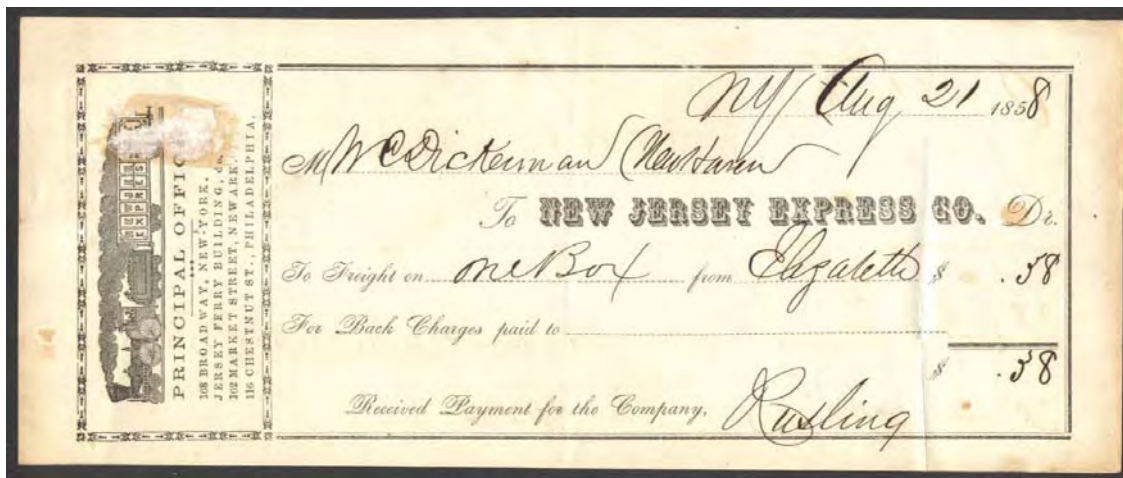 NY Aug 21 1858
M W C Dickerman New Haven
To NEW JERSEY EXPRESS CO. Dr.
To Freight on one Box from Elizabeth $ .58
For Back Charges paid to
$ .58
Received Payment for the Company, Rusling
EXPRESS
PRINCIPAL OFFIC
168 BROADWAY, NEW-YORK.
JERSEY FERRY BUILDING,
162 MARKET STREET, NEWARK.
116 CHESTNUT ST., PHILADELPHIA.